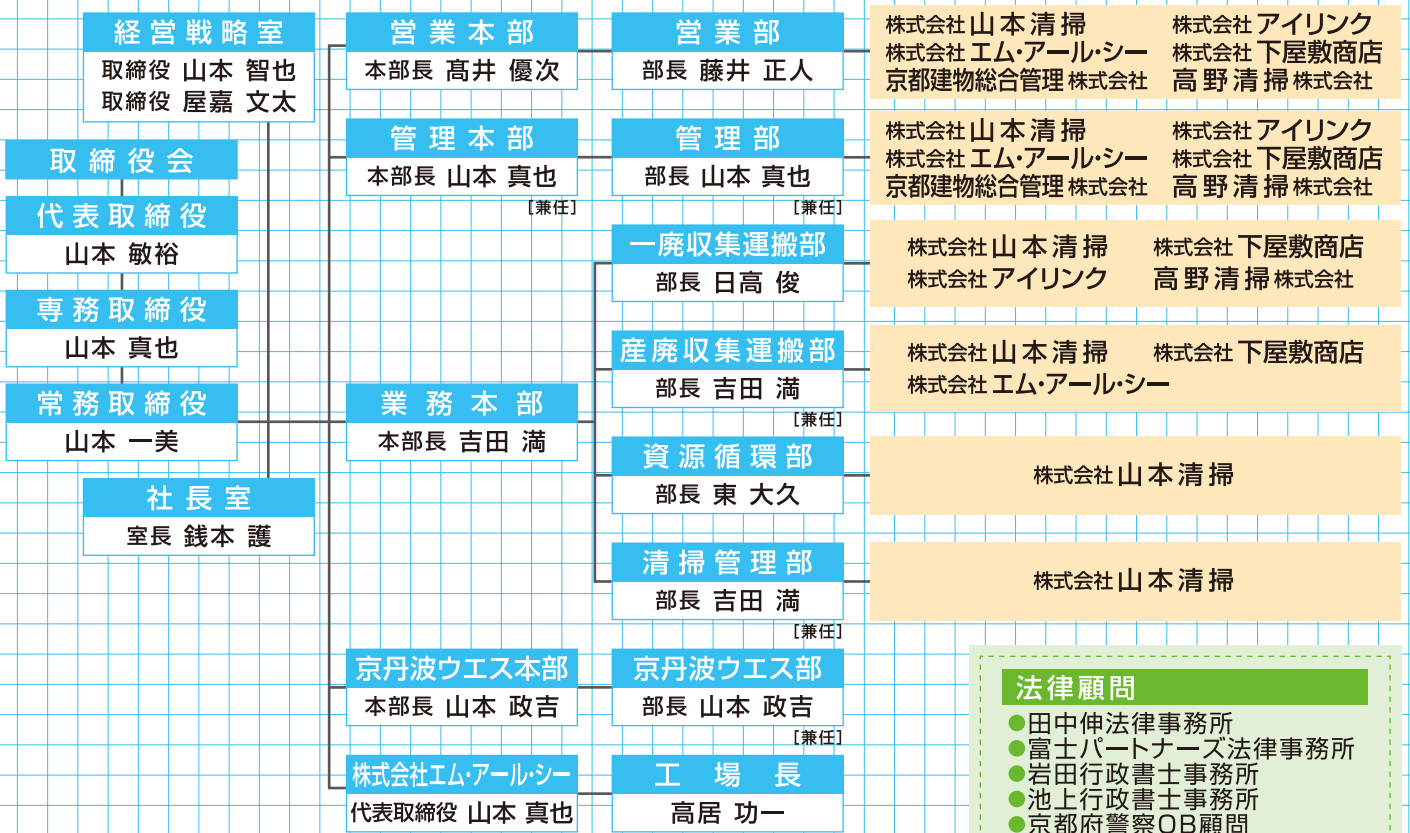 経営戦略室
取締役 山本 智也
取締役 屋嘉 文太
取締役会
代表取締役
山本 敏裕
専務取締役
山本 真也
常務取締役
山本 一美
社長室
室長 銭本 護
営業本部
本部長 髙井 優次
管理本部
本部長 山本 真也
[兼任]
業務本部
本部長 吉田 満
京丹波ウエス本部
本部長 山本 政吉
株式会社エム・アール・シー
代表取締役 山本 真也
営業部
部長 藤井 正人
管理部
部長 山本 真也
[兼任]
一廃収集運搬部
部長 日高 俊
産廃収集運搬部
部長 吉田 満
[兼任]
資源循環部
部長 東 大久
清掃管理部
部長 吉田 満
[兼任]
京丹波ウエス部
部長 山本 政吉
[兼任]
工場長
高居 功一
株式会社 山本清掃 株式会社 アイリンク
株式会社 エム・アール・シー 株式会社 下屋敷商店
京都建物総合管理 株式会社 高野清掃 株式会社
株式会社 山本清掃 株式会社 アイリンク
株式会社 エム・アール・シー 株式会社 下屋敷商店
京都建物総合管理 株式会社 高野清掃 株式会社
株式会社 山本清掃 株式会社 下屋敷商店
株式会社 アイリンク 高野清掃 株式会社
株式会社 山本清掃 株式会社 下屋敷商店
株式会社 エム・アール・シー
株式会社 山本清掃
株式会社 山本清掃
法律顧問
●田中伸法律事務所
●富士パートナーズ法律事務所
●岩田行政書士事務所
●池上行政書士事務所
●京都府警察OB顧問